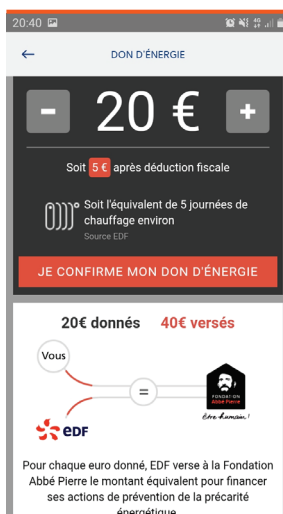 20:40
DON D'ÉNERGIE
- 20 € +
Soit 5 € après déduction fiscale
Soit l'équivalent de 5 journées de
chauffage environ
Source EDF
JE CONFIRME MON DON D'ÉNERGIE
20€ donnés 40€ versés
Vous
=
FONDATION
Abbé Pierre
être humain !
eDF
Pour chaque euro donné, EDF verse à la Fondation
Abbé Pierre le montant équivalent pour financer
ses actions de prévention de la précarité
énergétique